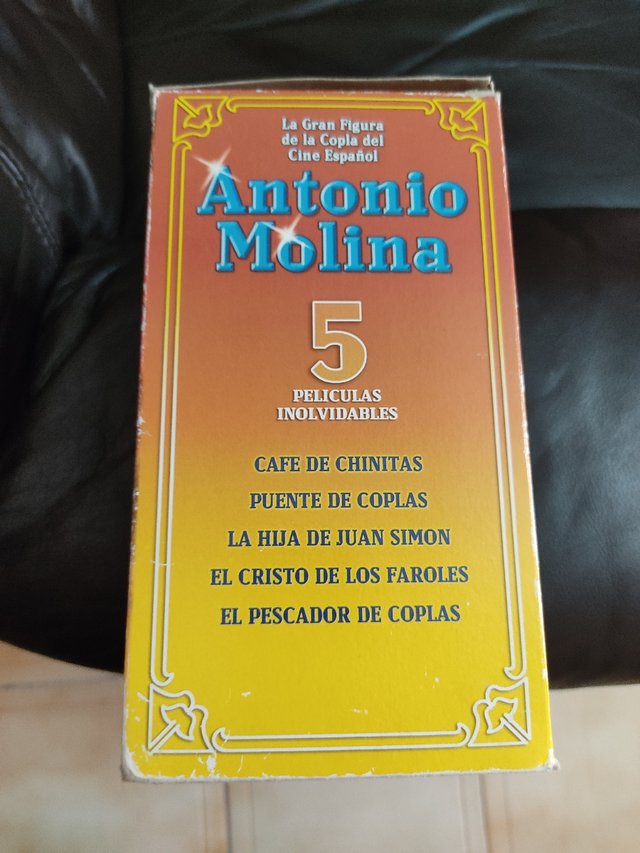 La Gran Figura
de la Copla del
Cine Español
Antonio
Molina
5
PELICULAS
INOLVIDABLES
CAFE DE CHINITAS
PUENTE DE COPLAS
LA HIJA DE JUAN SIMON
EL CRISTO DE LOS FAROLES
EL PESCADOR DE COPLAS